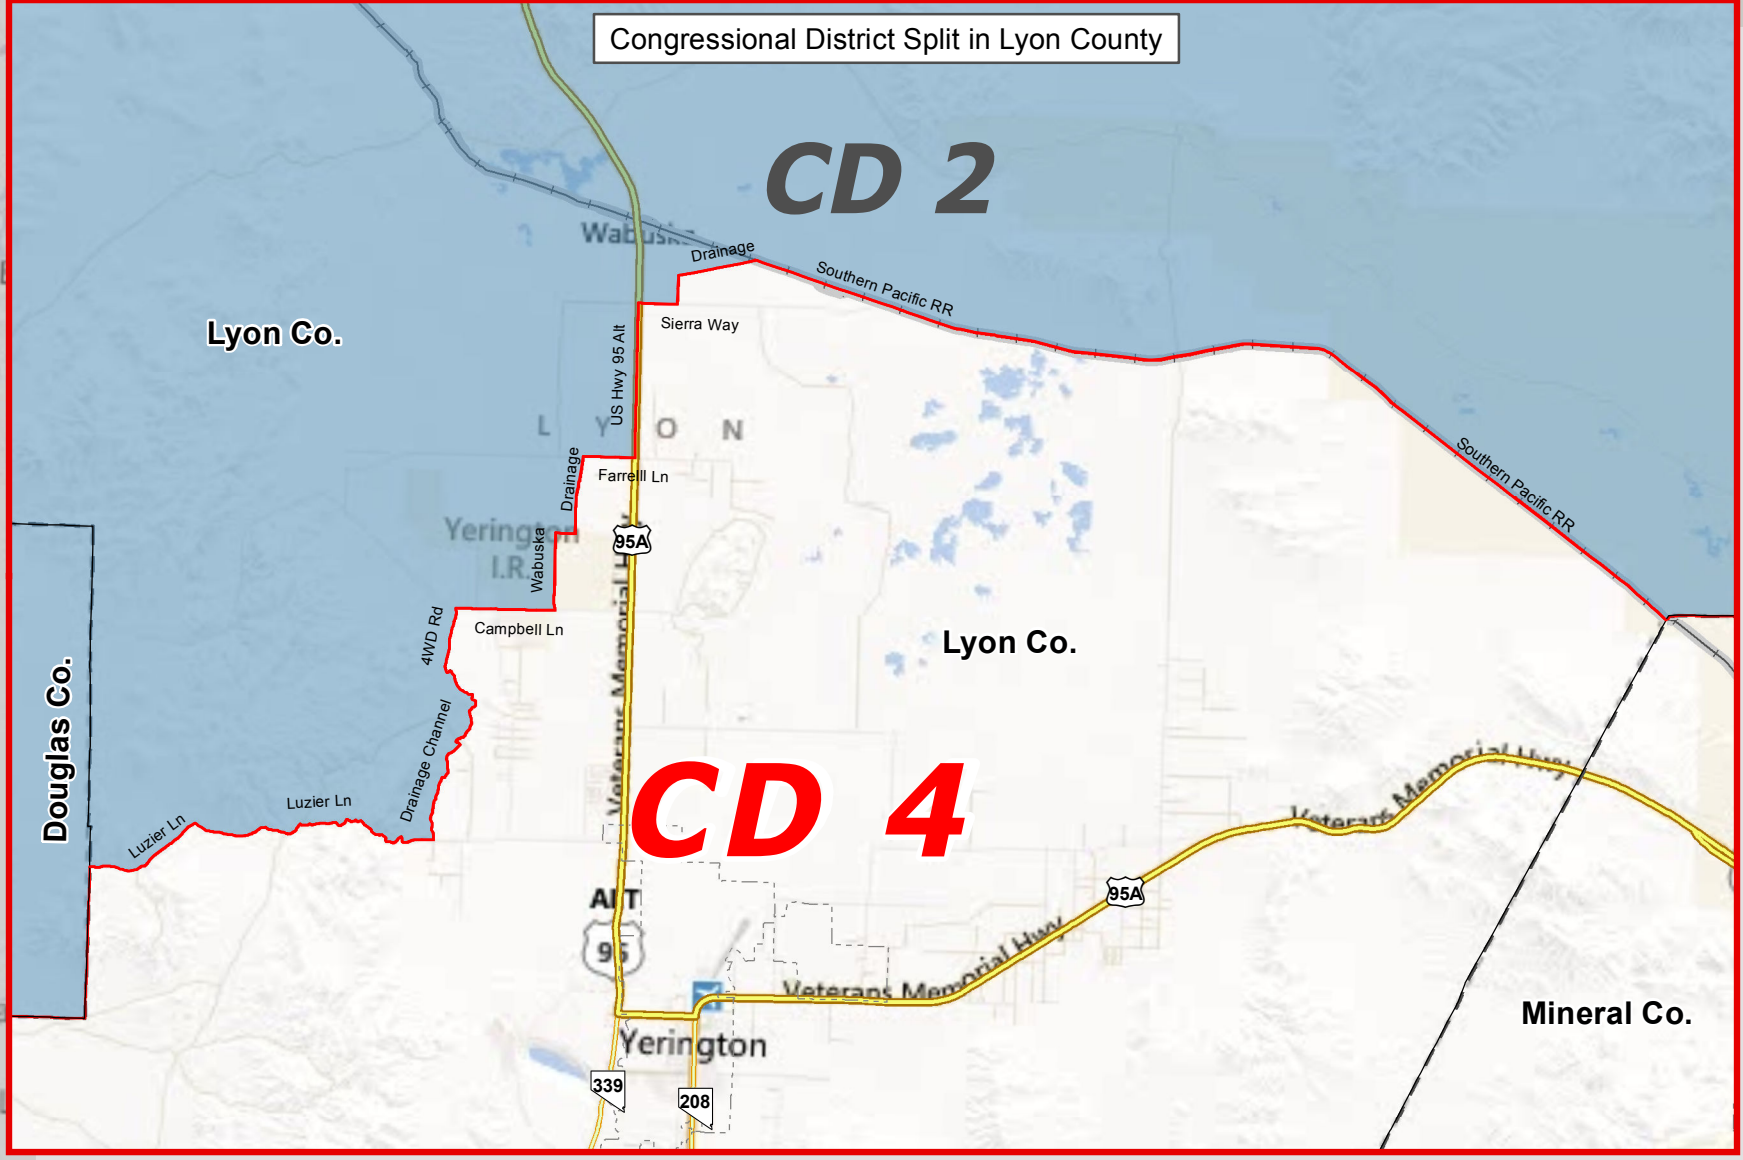 Congressional District Split in Lyon County
CD 2
Wabuska
Drainage
Southern Pacific RR
Lyon Co.
Sierra Way
US Hwy 95 Alt
L Y O N
Drainage
Farrell Ln
Southern Pacific RR
Yerington
I.R.
Wabuska
95A
Veterans Memorial Hwy
4WD Rd
Campbell Ln
Lyon Co.
Douglas Co.
Drainage Channel
Luzier Ln
Luzier Ln
CD 4
Veterans Memorial Hwy
95A
ALT
95
Veterans Memorial Hwy
Mineral Co.
Yerington
339
208